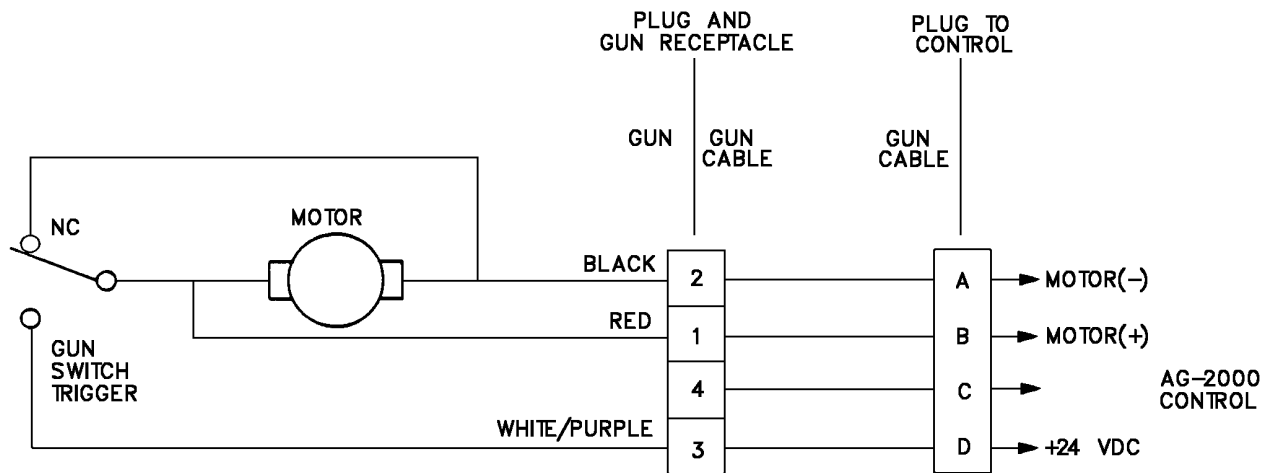 PLUG AND
GUN RECEPTACLE
PLUG TO
CONTROL
GUN
GUN
CABLE
GUN
CABLE
NC
MOTOR
BLACK
2
A
MOTOR(-)
RED
1
B
MOTOR(+)
GUN
SWITCH
TRIGGER
4
C
AG-2000
CONTROL
WHITE/PURPLE
3
D
+24 VDC